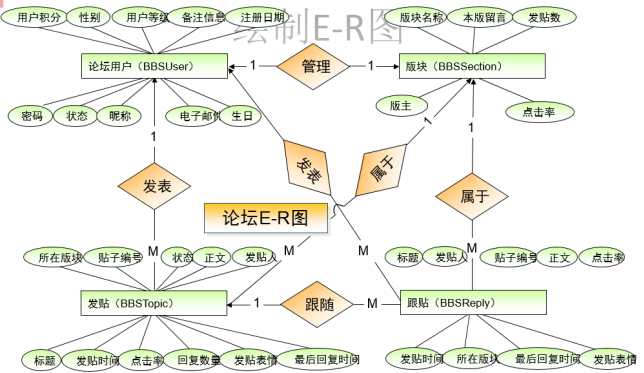 绘制E-R图
用户积分
性别
用户等级
备注信息
注册日期
版块名称
本版留言
发贴数
论坛用户（BBSUser）
1
管理
1
版块（BBSSection）
密码
状态
昵称
电子邮件
生日
版主
点击率
1
1
1
发表
发表
属于
属于
论坛E-R图
M
M
M
M
所在版块
贴子编号
状态
正文
发贴人
标题
发贴人
贴子编号
正文
点击率
发贴（BBSTopic）
1
跟随
M
跟贴（BBSReply）
标题
发贴时间
点击率
回复数量
发贴表情
最后回复时间
发贴时间
所在版块
最后回复时间
发贴表情